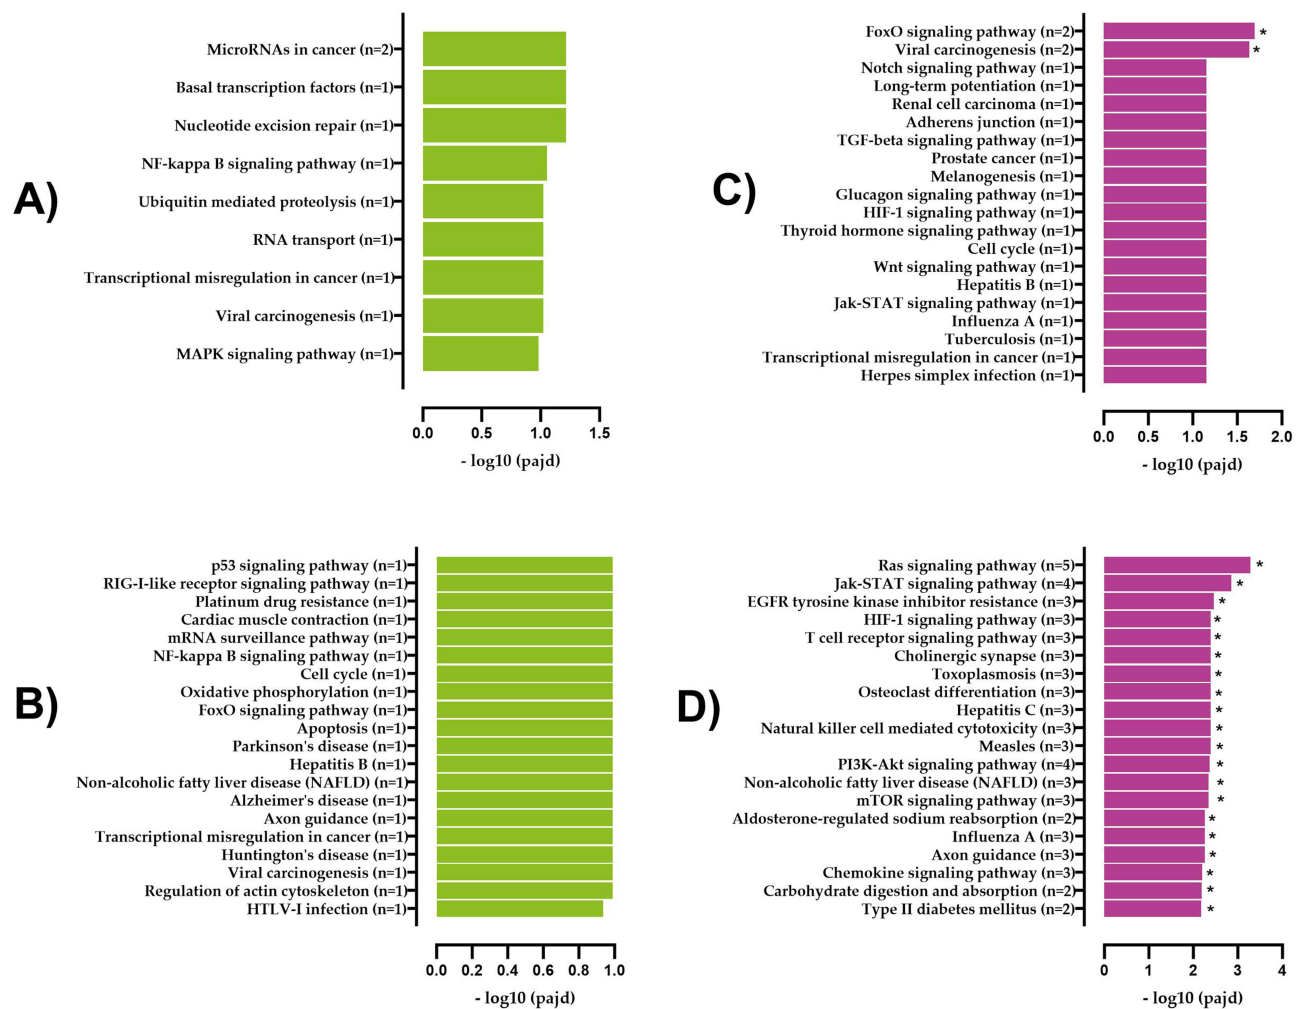 A)
MicroRNAs in cancer (n=2)
Basal transcription factors (n=1)
Nucleotide excision repair (n=1)
NF-kappa B signaling pathway (n=1)
Ubiquitin mediated proteolysis (n=1)
RNA transport (n=1)
Transcriptional misregulation in cancer (n=1)
Viral carcinogenesis (n=1)
MAPK signaling pathway (n=1)
0.0 0.5 1.0 1.5
- log10 (pajd)
B)
p53 signaling pathway (n=1)
RIG-I-like receptor signaling pathway (n=1)
Platinum drug resistance (n=1)
Cardiac muscle contraction (n=1)
mRNA surveillance pathway (n=1)
NF-kappa B signaling pathway (n=1)
Cell cycle (n=1)
Oxidative phosphorylation (n=1)
FoxO signaling pathway (n=1)
Apoptosis (n=1)
Parkinson's disease (n=1)
Hepatitis B (n=1)
Non-alcoholic fatty liver disease (NAFLD) (n=1)
Alzheimer's disease (n=1)
Axon guidance (n=1)
Transcriptional misregulation in cancer (n=1)
Huntington's disease (n=1)
Viral carcinogenesis (n=1)
Regulation of actin cytoskeleton (n=1)
HTLV-I infection (n=1)
0.0 0.2 0.4 0.6 0.8 1.0
- log10 (pajd)
C)
FoxO signaling pathway (n=2) *
Viral carcinogenesis (n=2) *
Notch signaling pathway (n=1)
Long-term potentiation (n=1)
Renal cell carcinoma (n=1)
Adherens junction (n=1)
TGF-beta signaling pathway (n=1)
Prostate cancer (n=1)
Melanogenesis (n=1)
Glucagon signaling pathway (n=1)
HIF-1 signaling pathway (n=1)
Thyroid hormone signaling pathway (n=1)
Cell cycle (n=1)
Wnt signaling pathway (n=1)
Hepatitis B (n=1)
Jak-STAT signaling pathway (n=1)
Influenza A (n=1)
Tuberculosis (n=1)
Transcriptional misregulation in cancer (n=1)
Herpes simplex infection (n=1)
0.0 0.5 1.0 1.5 2.0
- log10 (pajd)
D)
Ras signaling pathway (n=5) *
Jak-STAT signaling pathway (n=4) *
EGFR tyrosine kinase inhibitor resistance (n=3) *
HIF-1 signaling pathway (n=3) *
T cell receptor signaling pathway (n=3) *
Cholinergic synapse (n=3) *
Toxoplasmosis (n=3) *
Osteoclast differentiation (n=3) *
Hepatitis C (n=3) *
Natural killer cell mediated cytotoxicity (n=3) *
Measles (n=3) *
PI3K-Akt signaling pathway (n=4) *
Non-alcoholic fatty liver disease (NAFLD) (n=3) *
mTOR signaling pathway (n=3) *
Aldosterone-regulated sodium reabsorption (n=2) *
Influenza A (n=3) *
Axon guidance (n=3) *
Chemokine signaling pathway (n=3) *
Carbohydrate digestion and absorption (n=2) *
Type II diabetes mellitus (n=2) *
0 1 2 3 4
- log10 (pajd)